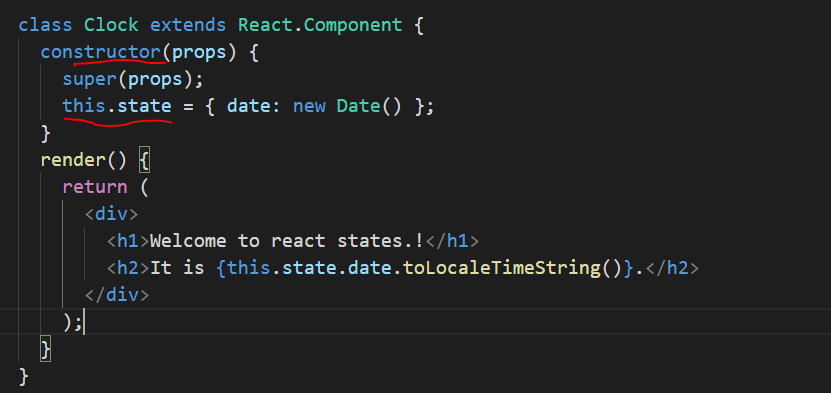 class Clock extends React.Component {
  constructor(props) {
    super(props);
    this.state = { date: new Date() };
  }
  render() {
    return (
      <div>
        <h1>Welcome to react states.!</h1>
        <h2>It is {this.state.date.toLocaleTimeString()}.</h2>
      </div>
    );
  }
}